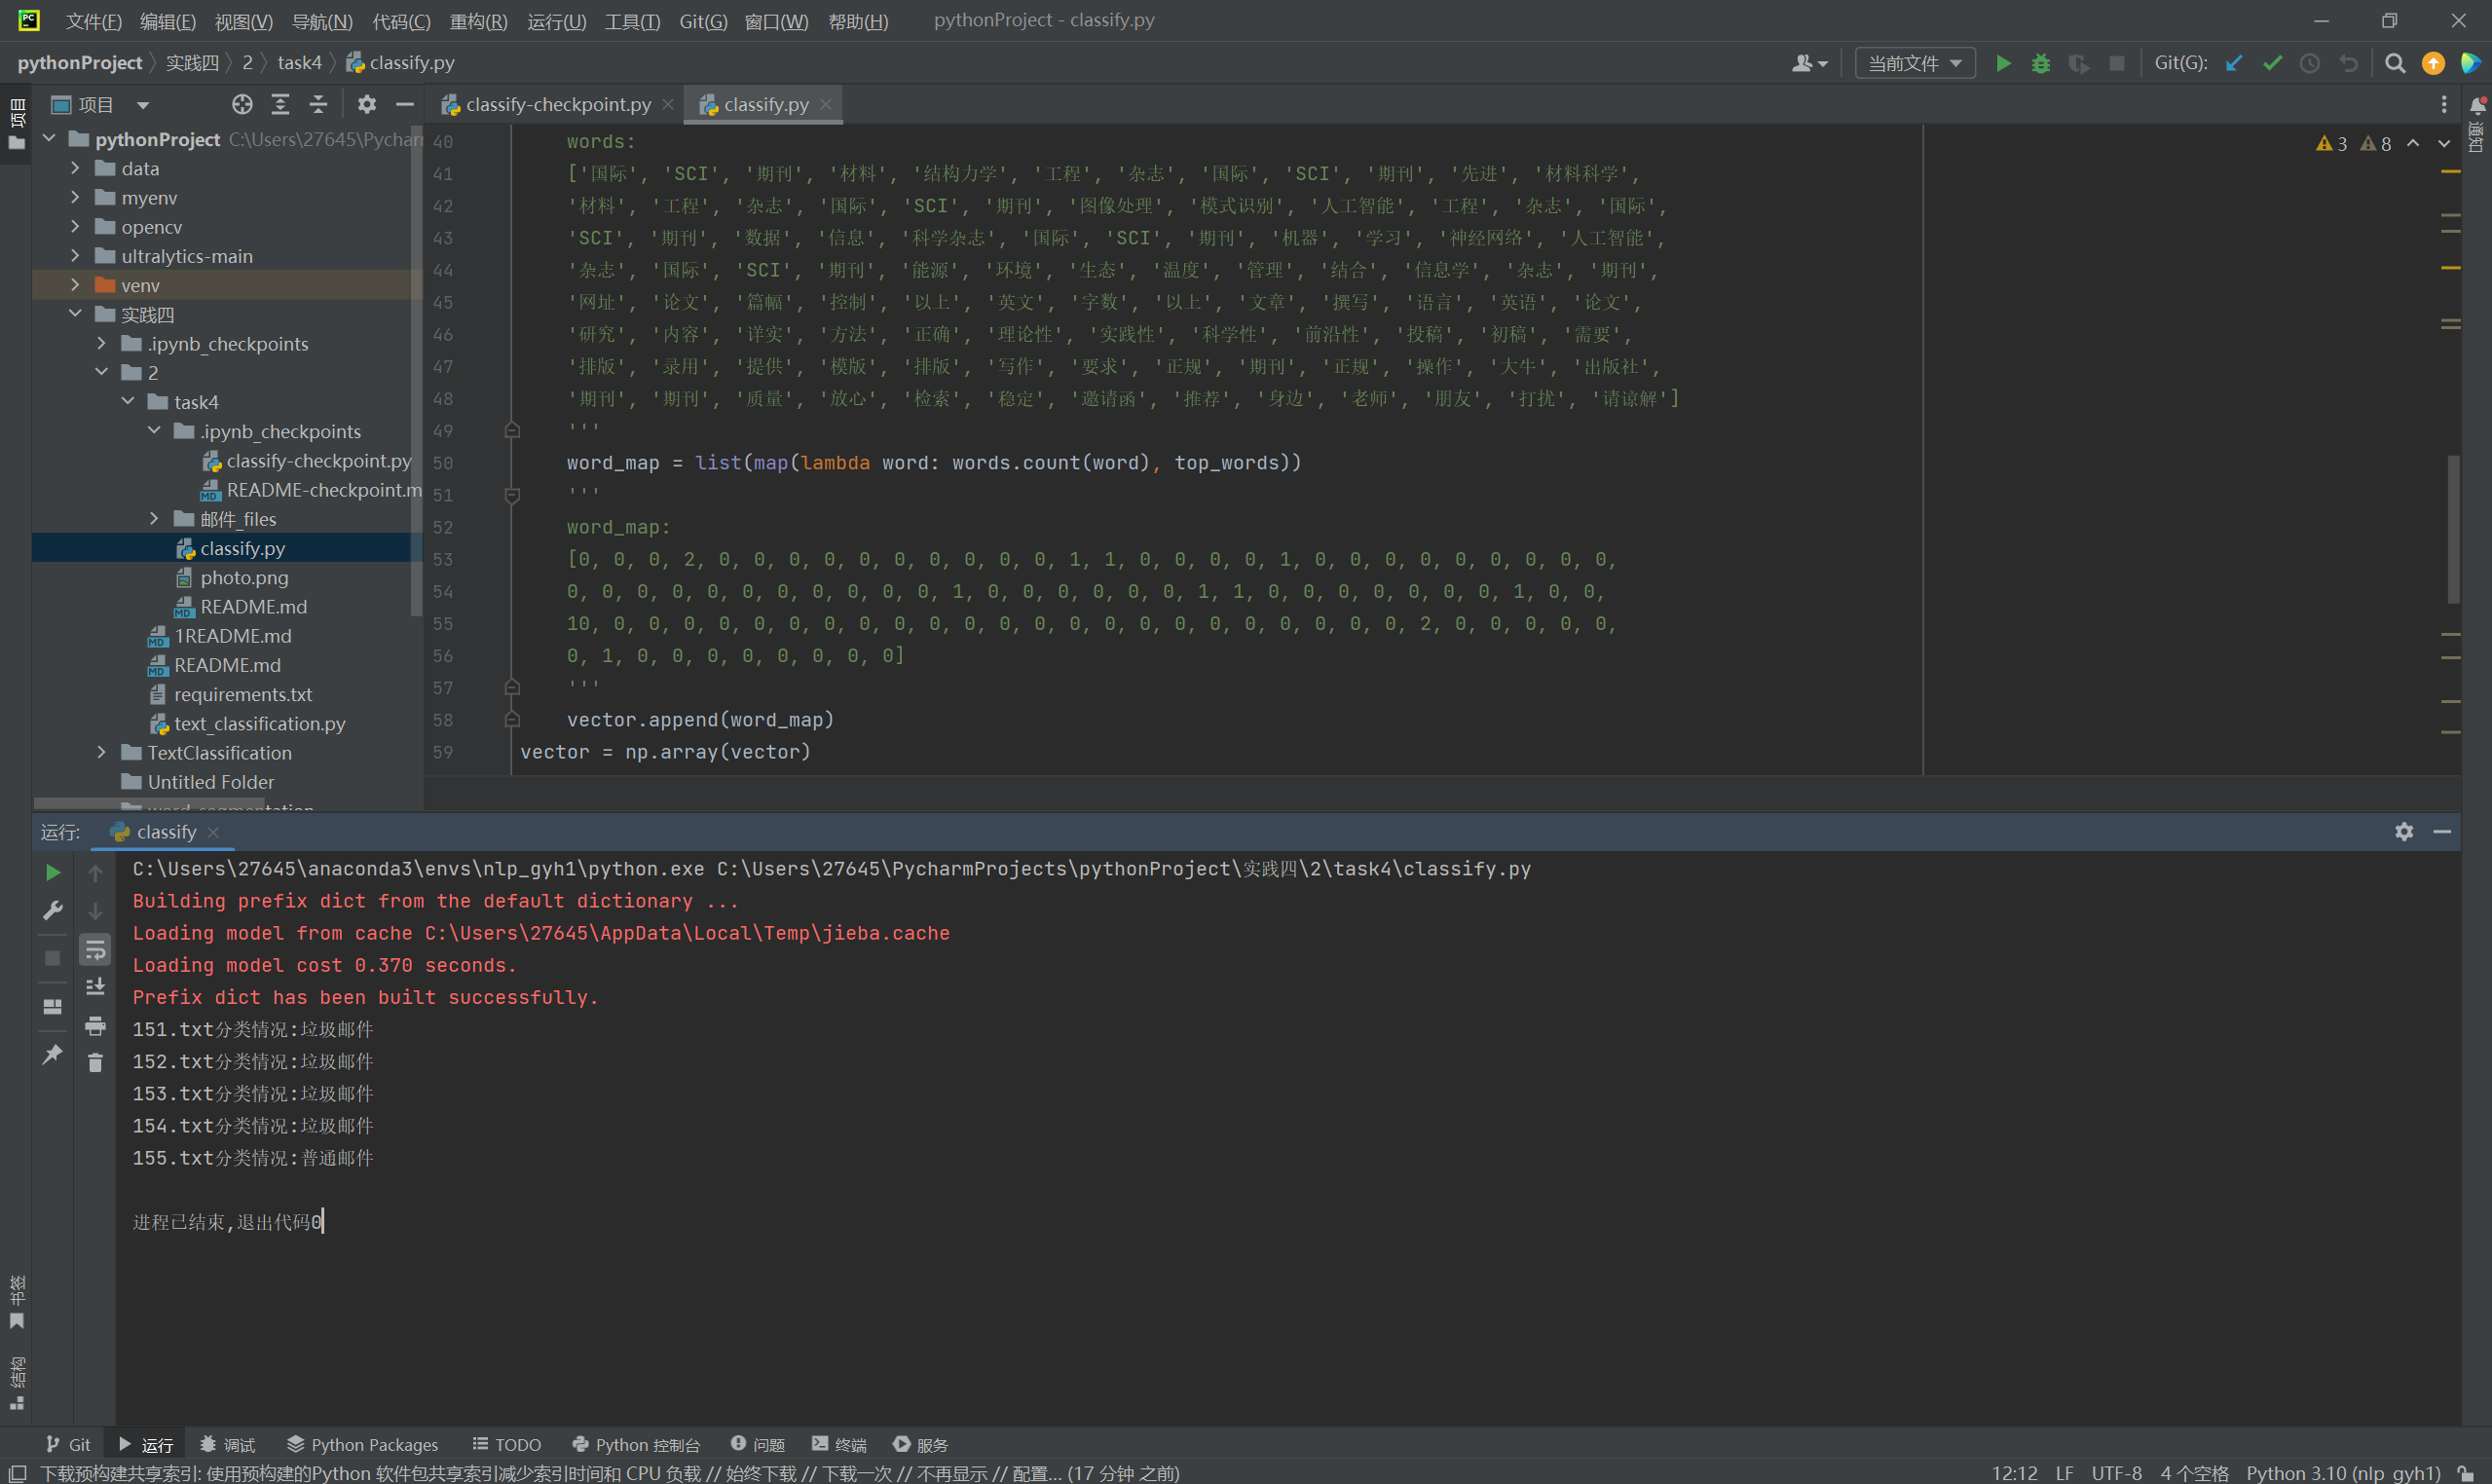 文件(F) 编辑(E) 视图(V) 导航(N) 代码(C) 重构(R) 运行(U) 工具(T) Git(G) 窗口(W) 帮助(H) pythonProject - classify.py
pythonProject 实践四 2 task4 classify.py 当前文件 Git(G):
项目 classify-checkpoint.py classify.py
项目
通知
3 8
pythonProject C:\Users\27645\Pychar
data
myenv
opencv
ultralytics-main
venv
实践四
.ipynb_checkpoints
2
task4
.ipynb_checkpoints
classify-checkpoint.py
README-checkpoint.m
邮件_files
classify.py
photo.png
README.md
1README.md
README.md
requirements.txt
text_classification.py
TextClassification
Untitled Folder
40 words:
41 ['国际', 'SCI', '期刊', '材料', '结构力学', '工程', '杂志', '国际', 'SCI', '期刊', '先进', '材料科学',
42 '材料', '工程', '杂志', '国际', 'SCI', '期刊', '图像处理', '模式识别', '人工智能', '工程', '杂志', '国际',
43 'SCI', '期刊', '数据', '信息', '科学杂志', '国际', 'SCI', '期刊', '机器', '学习', '神经网络', '人工智能',
44 '杂志', '国际', 'SCI', '期刊', '能源', '环境', '生态', '温度', '管理', '结合', '信息学', '杂志', '期刊',
45 '网址', '论文', '篇幅', '控制', '以上', '英文', '字数', '以上', '文章', '撰写', '语言', '英语', '论文',
46 '研究', '内容', '详实', '方法', '正确', '理论性', '实践性', '科学性', '前沿性', '投稿', '初稿', '需要',
47 '排版', '录用', '提供', '模版', '排版', '写作', '要求', '正规', '期刊', '正规', '操作', '大牛', '出版社',
48 '期刊', '期刊', '质量', '放心', '检索', '稳定', '邀请函', '推荐', '身边', '老师', '朋友', '打扰', '请谅解']
49 '''
50 word_map = list(map(lambda word: words.count(word), top_words))
51 '''
52 word_map:
53 [0, 0, 0, 2, 0, 0, 0, 0, 0, 0, 0, 0, 0, 0, 1, 1, 0, 0, 0, 0, 1, 0, 0, 0, 0, 0, 0, 0, 0, 0,
54 0, 0, 0, 0, 0, 0, 0, 0, 0, 0, 0, 1, 0, 0, 0, 0, 0, 0, 1, 1, 0, 0, 0, 0, 0, 0, 0, 1, 0, 0,
55 10, 0, 0, 0, 0, 0, 0, 0, 0, 0, 0, 0, 0, 0, 0, 0, 0, 0, 0, 0, 0, 0, 0, 0, 2, 0, 0, 0, 0, 0,
56 0, 1, 0, 0, 0, 0, 0, 0, 0, 0]
57 '''
58 vector.append(word_map)
59 vector = np.array(vector)
运行: classify
C:\Users\27645\anaconda3\envs\nlp_gyh1\python.exe C:\Users\27645\PycharmProjects\pythonProject\实践四\2\task4\classify.py
Building prefix dict from the default dictionary ...
Loading model from cache C:\Users\27645\AppData\Local\Temp\jieba.cache
Loading model cost 0.370 seconds.
Prefix dict has been built successfully.
151.txt分类情况:垃圾邮件
152.txt分类情况:垃圾邮件
153.txt分类情况:垃圾邮件
154.txt分类情况:垃圾邮件
155.txt分类情况:普通邮件
进程已结束,退出代码0
书签
结构
Git 运行 调试 Python Packages TODO Python 控制台 问题 终端 服务
下载预构建共享索引: 使用预构建的Python 软件包共享索引减少索引时间和 CPU 负载 // 始终下载 // 下载一次 // 不再显示 // 配置... (17 分钟 之前) 12:12 LF UTF-8 4 个空格 Python 3.10 (nlp_gyh1)